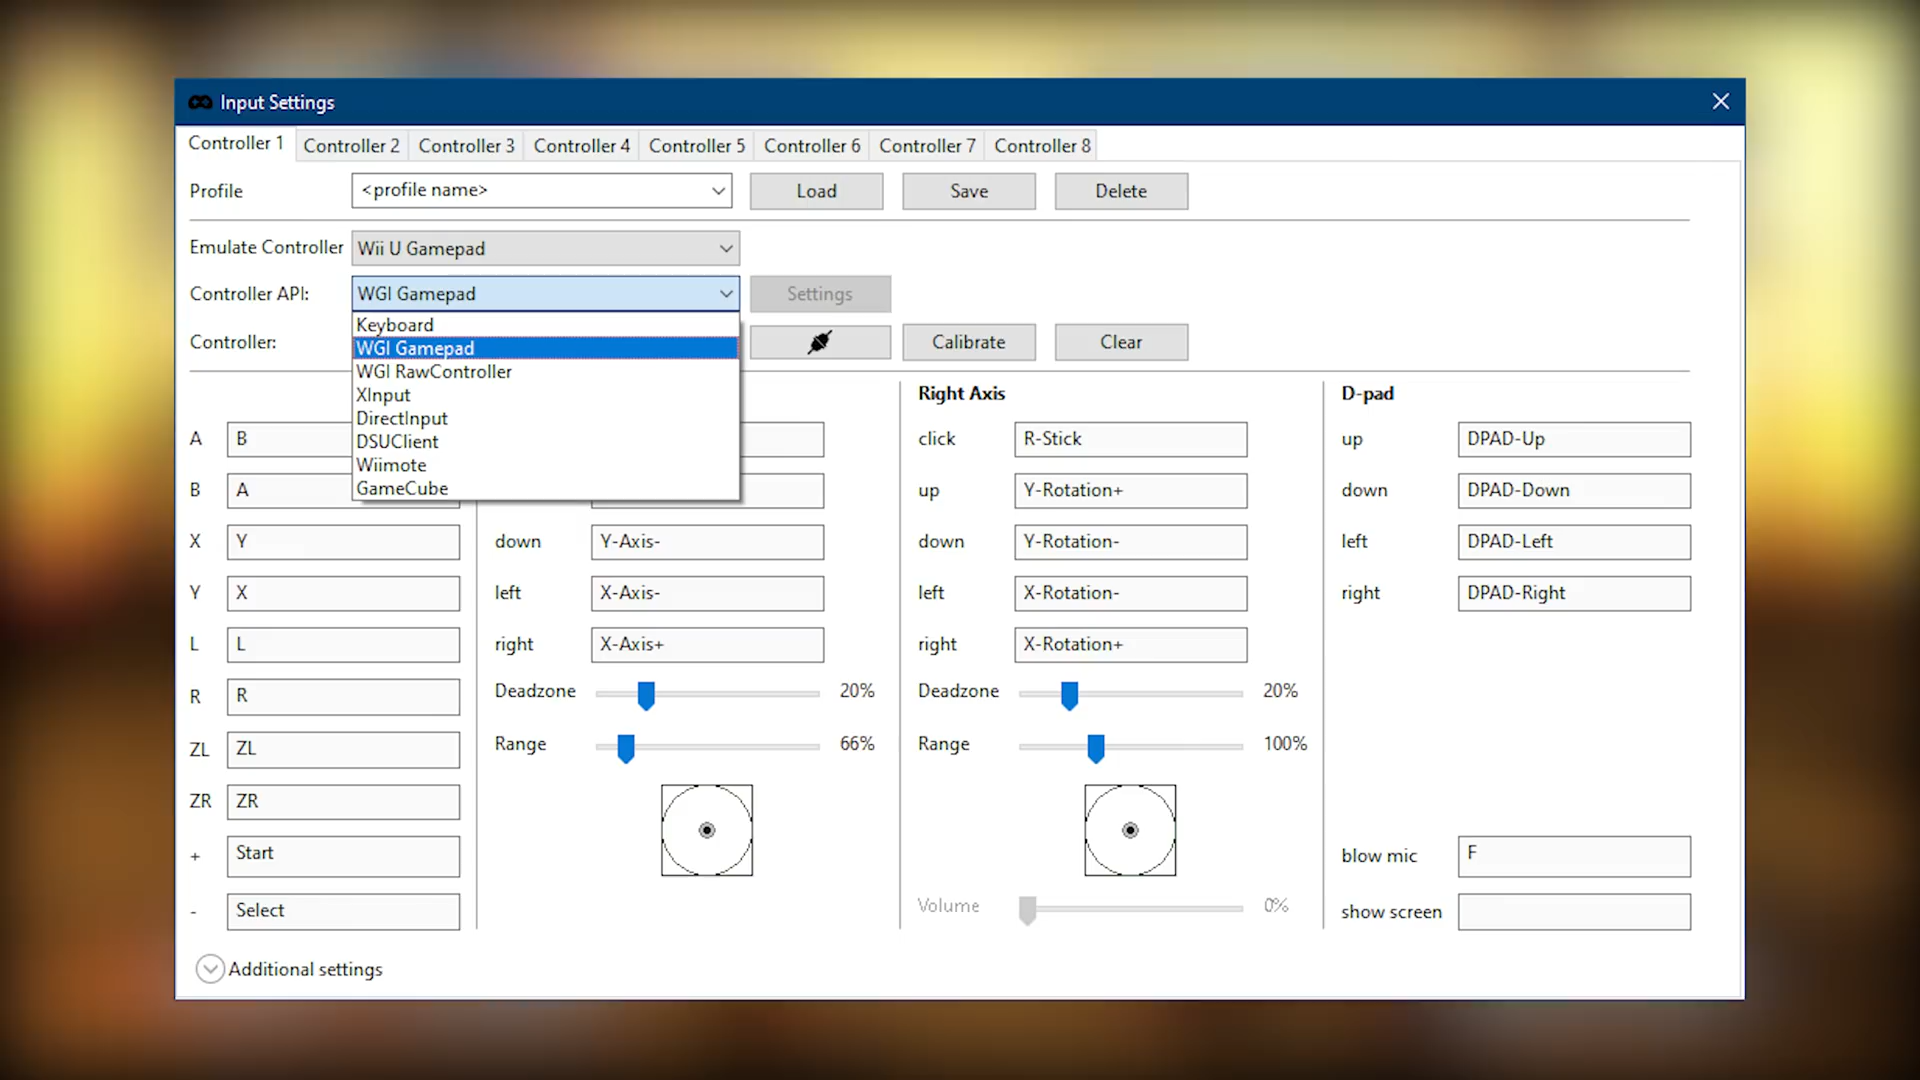 Input Settings
Controller 1 Controller 2 Controller 3 Controller 4 Controller 5 Controller 6 Controller 7 Controller 8
Profile <profile name> Load Save Delete
Emulate Controller Wii U Gamepad
Controller API: WGI Gamepad Settings
Keyboard
WGI Gamepad
WGI RawController
XInput
DirectInput
DSUClient
Wiimote
GameCube
Controller: Calibrate Clear
A B
B A
X Y
Y X
L L
R R
ZL ZL
ZR ZR
+ Start
- Select
down Y-Axis-
left X-Axis-
right X-Axis+
Deadzone 20%
Range 66%
Right Axis
click R-Stick
up Y-Rotation+
down Y-Rotation-
left X-Rotation-
right X-Rotation+
Deadzone 20%
Range 100%
Volume 0%
D-pad
up DPAD-Up
down DPAD-Down
left DPAD-Left
right DPAD-Right
blow mic F
show screen
Additional settings